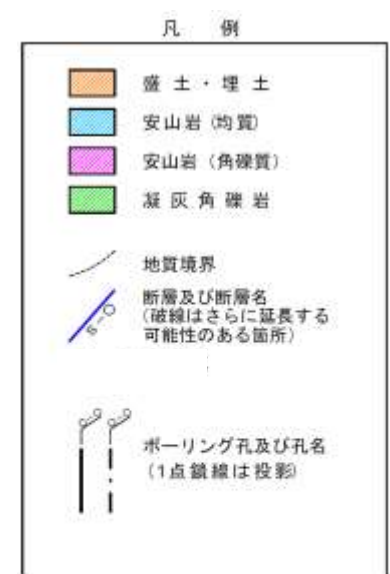 凡 例
盛 土 ・ 埋 土
安山岩 (均質)
安山岩 (角礫質)
凝 灰 角 礫 岩
地質境界
断層及び断層名
(破線はさらに延長する
可能性のある箇所)
S-○
ボーリング孔及び孔名
(1点鎖線は投影)